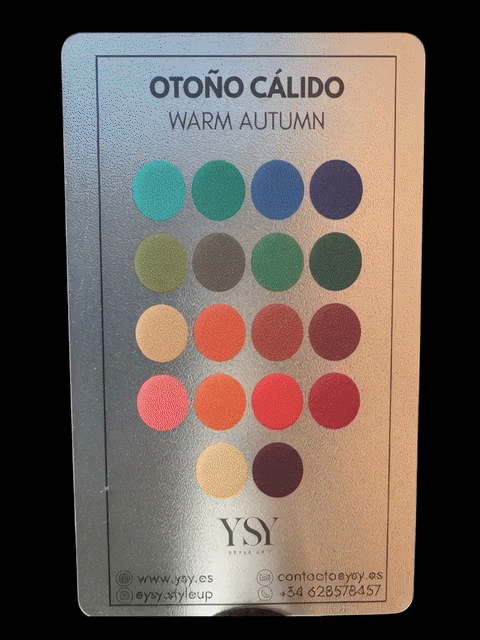 OTOÑO CÁLIDO
WARM AUTUMN
YSY
www.ysy.es
contacto@ysy.es
@ysy.styleup
+34 628578457